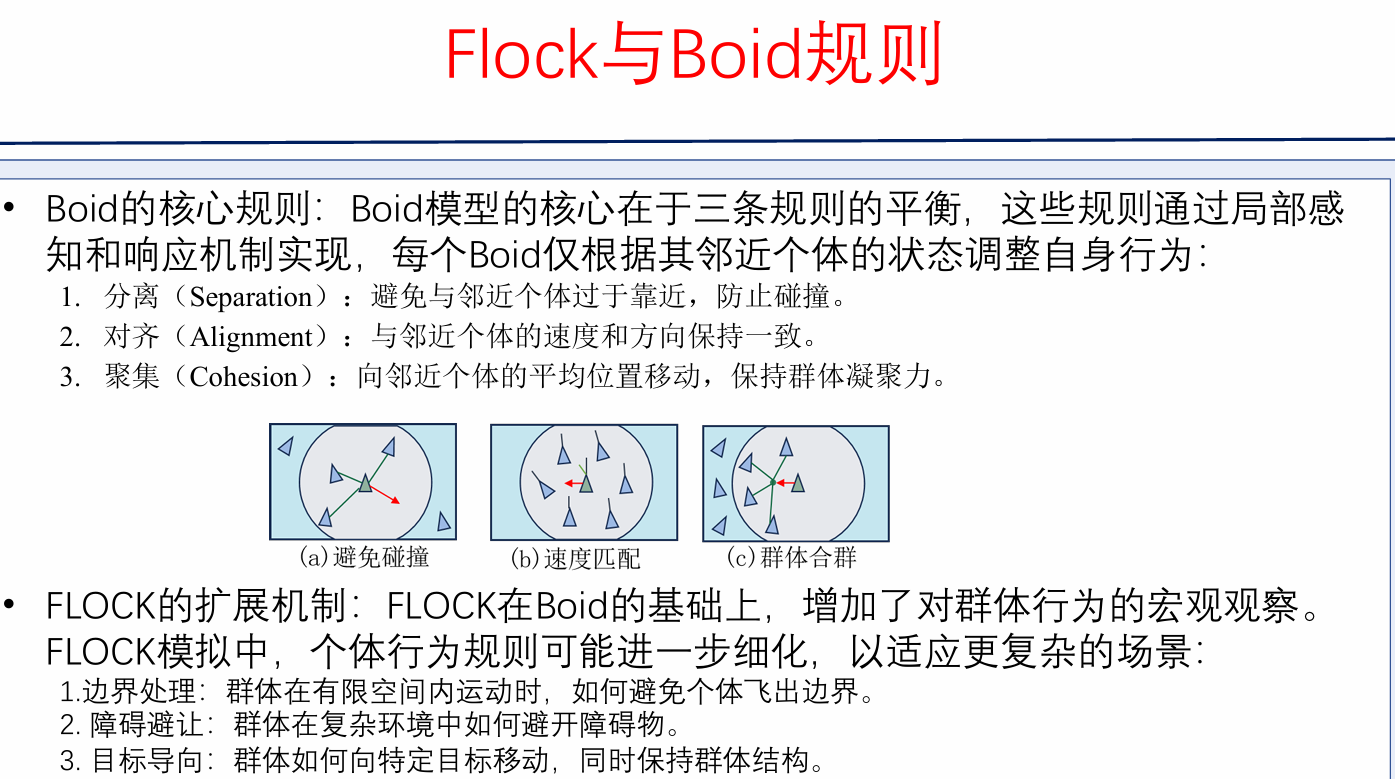 Flock与Boid规则
• Boid的核心规则：Boid模型的核心在于三条规则的平衡，这些规则通过局部感
知和响应机制实现，每个Boid仅根据其邻近个体的状态调整自身行为：
1. 分离（Separation）：避免与邻近个体过于靠近，防止碰撞。
2. 对齐（Alignment）：与邻近个体的速度和方向保持一致。
3. 聚集（Cohesion）：向邻近个体的平均位置移动，保持群体凝聚力。
(a)避免碰撞
(b)速度匹配
(c)群体合群
• FLOCK的扩展机制：FLOCK在Boid的基础上，增加了对群体行为的宏观观察。
FLOCK模拟中，个体行为规则可能进一步细化，以适应更复杂的场景：
1.边界处理：群体在有限空间内运动时，如何避免个体飞出边界。
2. 障碍避让：群体在复杂环境中如何避开障碍物。
3. 目标导向：群体如何向特定目标移动，同时保持群体结构。